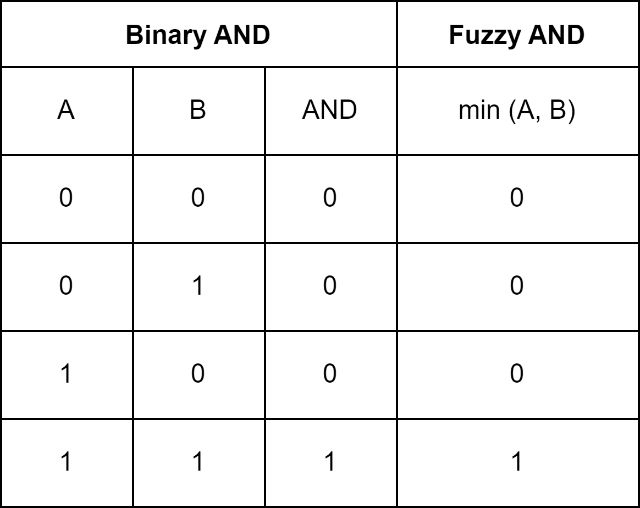 Binary AND Fuzzy AND
A B AND min (A, B)
0 0 0 0
0 1 0 0
1 0 0 0
1 1 1 1